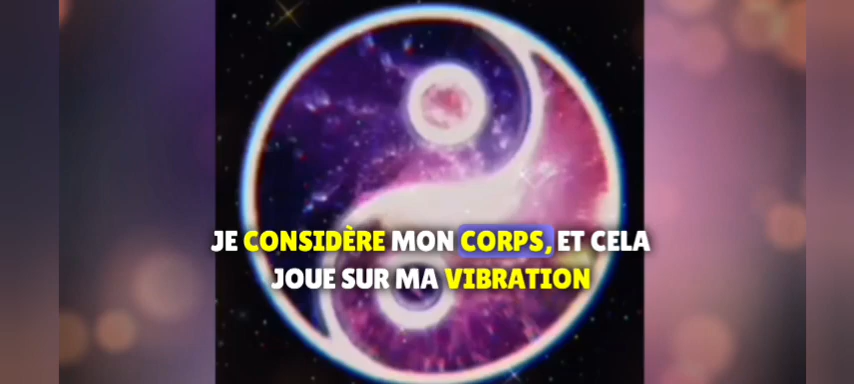 JE CONSIDÈRE MON CORPS, ET CELA
JOUE SUR MA VIBRATION